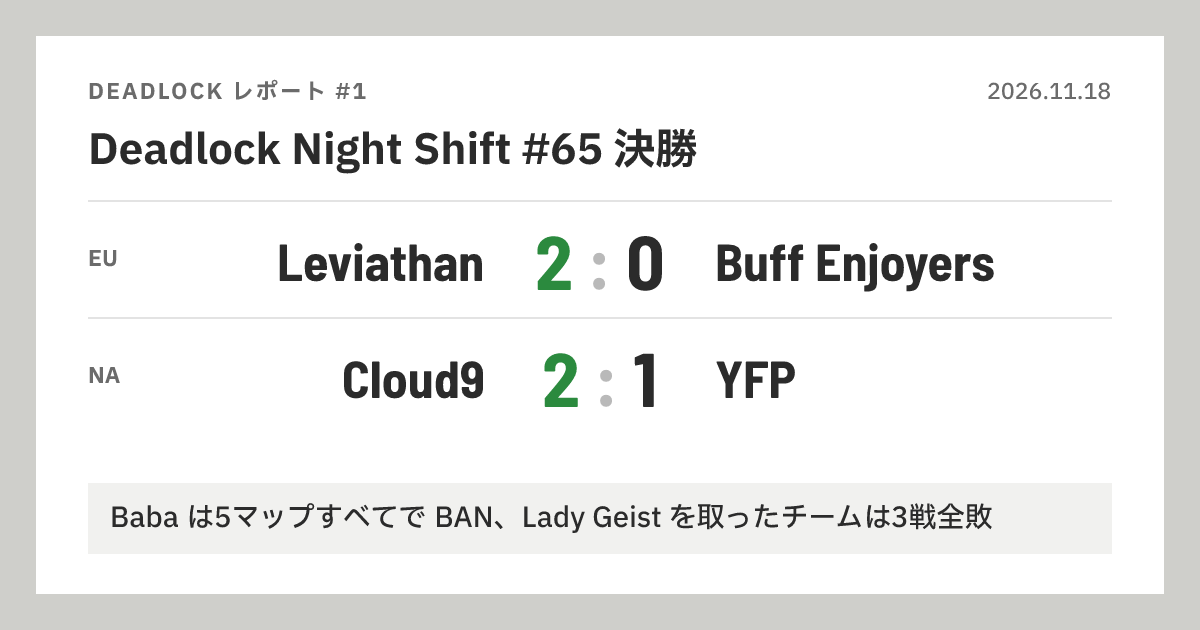 DEADLOCK レポート #1 2026.11.18
Deadlock Night Shift #65 決勝
EU Leviathan 2 : 0 Buff Enjoyers
NA Cloud9 2 : 1 YFP
Baba は5マップすべてで BAN、Lady Geist を取ったチームは3戦全敗